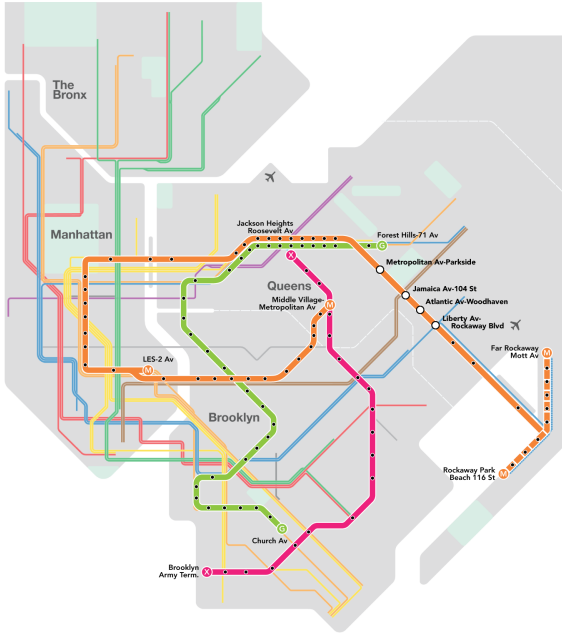 The
Bronx
Manhattan
Jackson Heights
Roosevelt Av
Forest Hills-71 Av
G
X
Metropolitan Av-Parkside
Queens
Jamaica Av-104 St
Middle Village-
Metropolitan Av
M
Atlantic Av-Woodhaven
Liberty Av-
Rockaway Blvd
Far Rockaway
Mott Av
M
LES-2 Av
M
Brooklyn
Rockaway Park
Beach 116 St
M
G
Church Av
Brooklyn
Army Term.
X